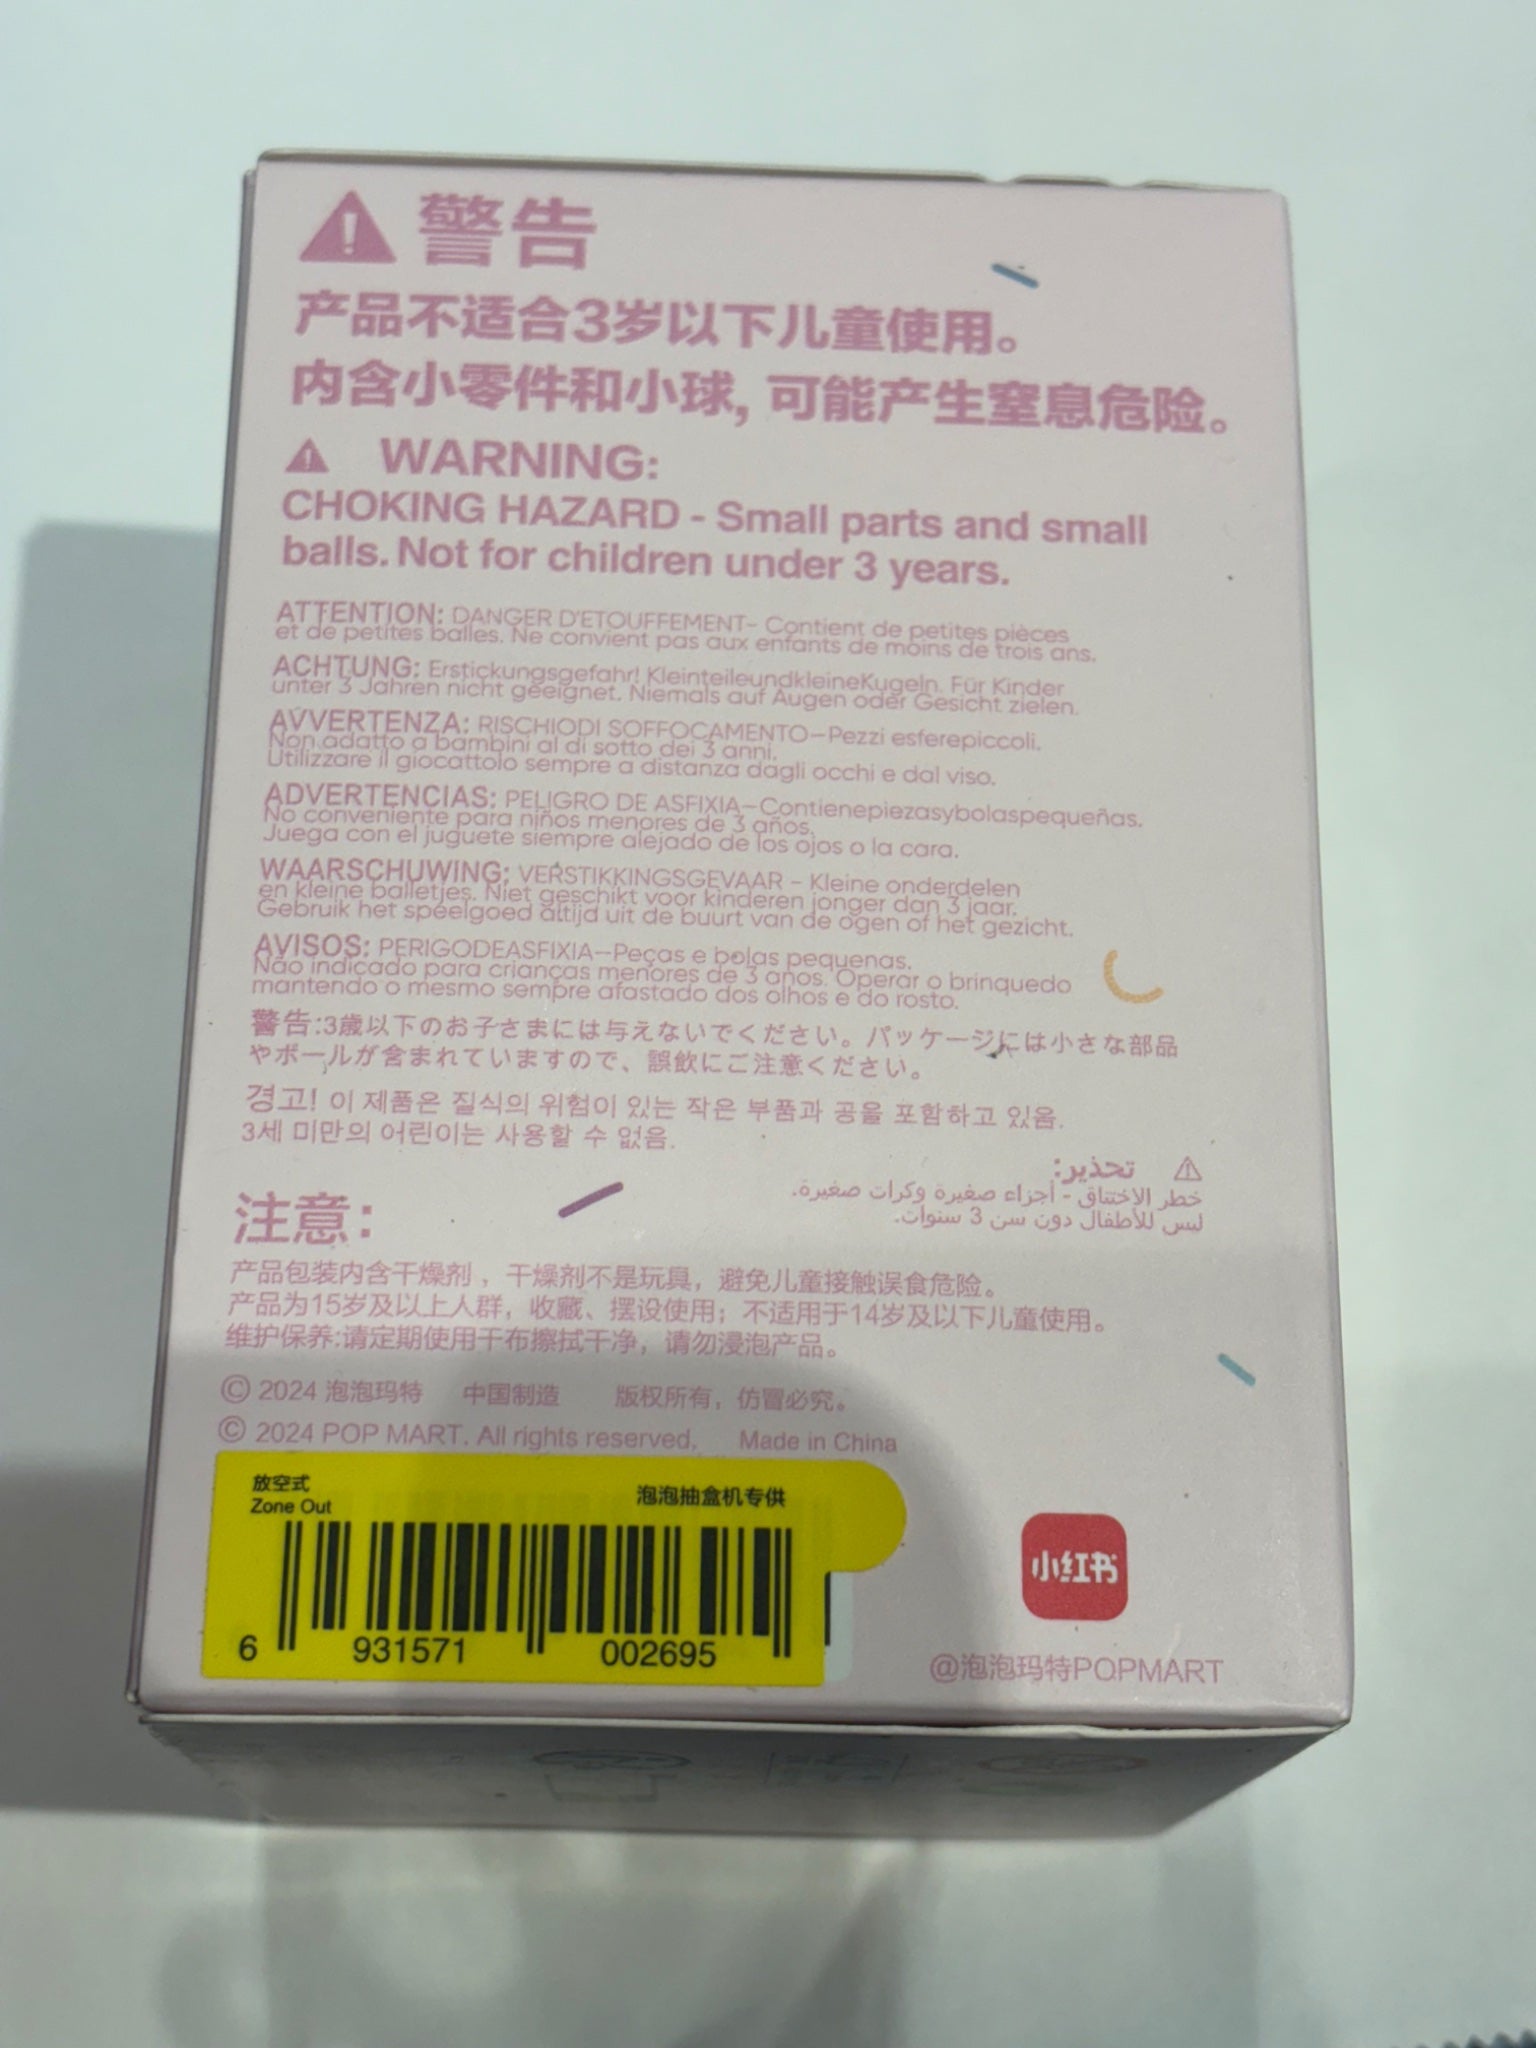 警告
产品不适合3岁以下儿童使用。
内含小零件和小球，可能产生窒息危险。
WARNING:
CHOKING HAZARD - Small parts and small
balls. Not for children under 3 years.
ATTENTION: DANGER D'ETOUFFEMENT- Contient de petites pièces
et de petites balles. Ne convient pas aux enfants de moins de trois ans.
ACHTUNG: Erstickungsgefahr! KleinteileundkleineKugeln. Für Kinder
unter 3 Jahren nicht geeignet. Niemals auf Augen oder Gesicht zielen.
AVVERTENZA: RISCHIODI SOFFOCAMENTO—Pezzi esferepiccoli.
Non adatto a bambini al di sotto dei 3 anni.
Utilizzare il giocattolo sempre a distanza dagli occhi e dal viso.
ADVERTENCIAS: PELIGRO DE ASFIXIA—Contienepiezasybolaspequeñas.
No conveniente para niños menores de 3 años.
Juega con el juguete siempre alejado de los ojos o la cara.
WAARSCHUWING: VERSTIKKINGSGEVAAR - Kleine onderdelen
en kleine balletjes. Niet geschikt voor kinderen jonger dan 3 jaar.
Gebruik het speelgoed altijd uit de buurt van de ogen of het gezicht.
AVISOS: PERIGODEASFIXIA—Peças e bolas pequenas.
Não indicado para crianças menores de 3 anos. Operar o brinquedo
mantendo o mesmo sempre afastado dos olhos e do rosto.
警告:3歳以下のお子さまには与えないでください。パッケージには小さな部品
やボールが含まれていますので、誤飲にご注意ください。
경고! 이 제품은 질식의 위험이 있는 작은 부품과 공을 포함하고 있음.
3세 미만의 어린이는 사용할 수 없음.
تحذير:
خطر الاختناق - أجزاء صغيرة وكرات صغيرة.
ليس للأطفال دون سن 3 سنوات.
注意：
产品包装内含干燥剂，干燥剂不是玩具，避免儿童接触误食危险。
产品为15岁及以上人群，收藏、摆设使用；不适用于14岁及以下儿童使用。
维护保养:请定期使用干布擦拭干净，请勿浸泡产品。
© 2024 泡泡玛特 中国制造 版权所有，仿冒必究。
© 2024 POP MART. All rights reserved. Made in China
放空式
Zone Out
泡泡抽盒机专供
6 931571 002695
小红书
@泡泡玛特POPMART